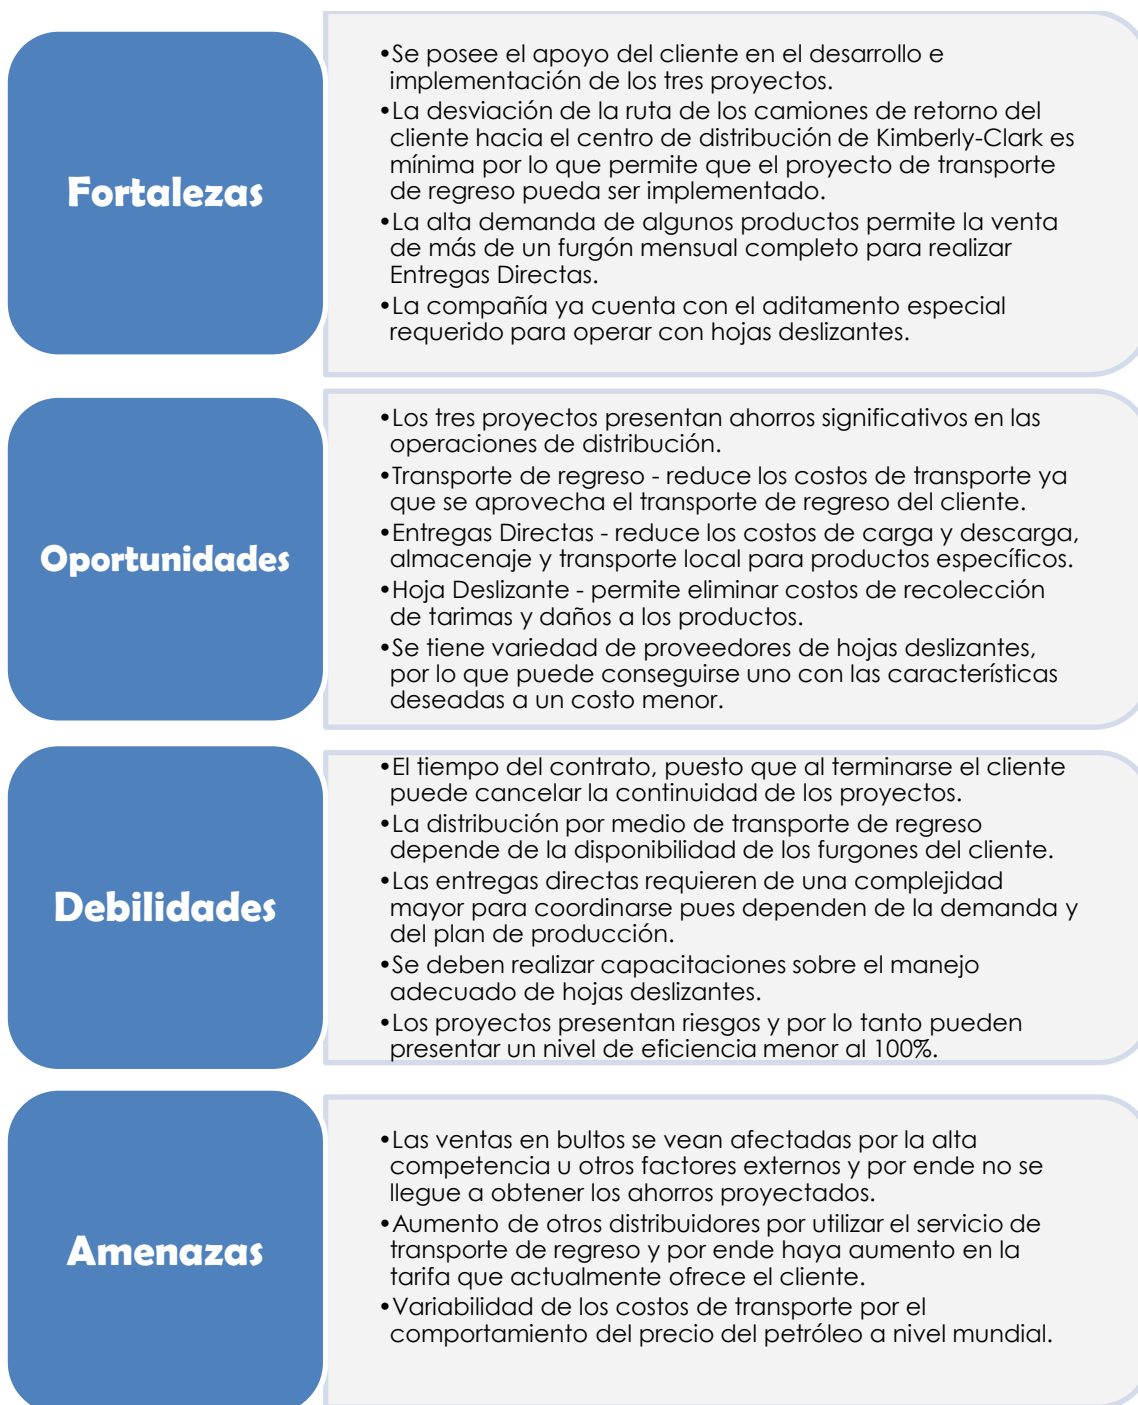 Fortalezas
•Se posee el apoyo del cliente en el desarrollo e
implementación de los tres proyectos.
•La desviación de la ruta de los camiones de retorno del
cliente hacia el centro de distribución de Kimberly-Clark es
mínima por lo que permite que el proyecto de transporte
de regreso pueda ser implementado.
•La alta demanda de algunos productos permite la venta
de más de un furgón mensual completo para realizar
Entregas Directas.
•La compañía ya cuenta con el aditamento especial
requerido para operar con hojas deslizantes.
Oportunidades
•Los tres proyectos presentan ahorros significativos en las
operaciones de distribución.
•Transporte de regreso - reduce los costos de transporte ya
que se aprovecha el transporte de regreso del cliente.
•Entregas Directas - reduce los costos de carga y descarga,
almacenaje y transporte local para productos específicos.
•Hoja Deslizante - permite eliminar costos de recolección
de tarimas y daños a los productos.
•Se tiene variedad de proveedores de hojas deslizantes,
por lo que puede conseguirse uno con las características
deseadas a un costo menor.
Debilidades
•El tiempo del contrato, puesto que al terminarse el cliente
puede cancelar la continuidad de los proyectos.
•La distribución por medio de transporte de regreso
depende de la disponibilidad de los furgones del cliente.
•Las entregas directas requieren de una complejidad
mayor para coordinarse pues dependen de la demanda y
del plan de producción.
•Se deben realizar capacitaciones sobre el manejo
adecuado de hojas deslizantes.
•Los proyectos presentan riesgos y por lo tanto pueden
presentar un nivel de eficiencia menor al 100%.
Amenazas
•Las ventas en bultos se vean afectadas por la alta
competencia u otros factores externos y por ende no se
llegue a obtener los ahorros proyectados.
•Aumento de otros distribuidores por utilizar el servicio de
transporte de regreso y por ende haya aumento en la
tarifa que actualmente ofrece el cliente.
•Variabilidad de los costos de transporte por el
comportamiento del precio del petróleo a nivel mundial.